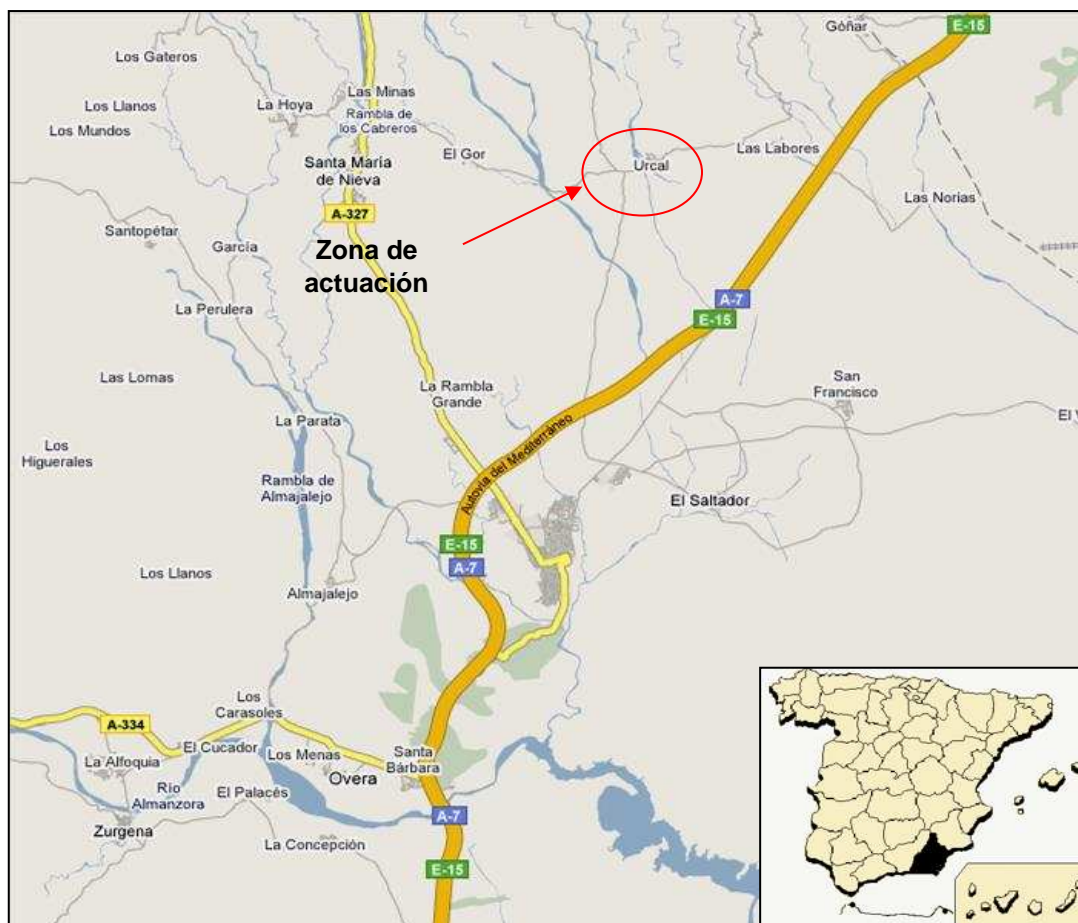 E-15
Góñar
Los Gateros
Las Minas
Los Llanos
La Hoya
Rambla de
los Cabreros
Los Mundos
El Gor
Urcal
Las Labores
Santa María
de Nieva
Las Norias
A-327
Santopétar
García
Zona de
actuación
La Perulera
A-7
E-15
Las Lomas
La Rambla
Grande
San
Francisco
La Parata
El V
Los
Higuerales
Autovía del Mediterráneo
Rambla de
Almajalejo
El Saltador
E-15
A-7
Los Llanos
Almajalejo
Los
Carasoles
A-334
El Cucador
Los Menas
Santa
Bárbara
La Alfoquia
Overa
Río
Almanzora
El Palacés
A-7
Zurgena
La Concepción
E-15